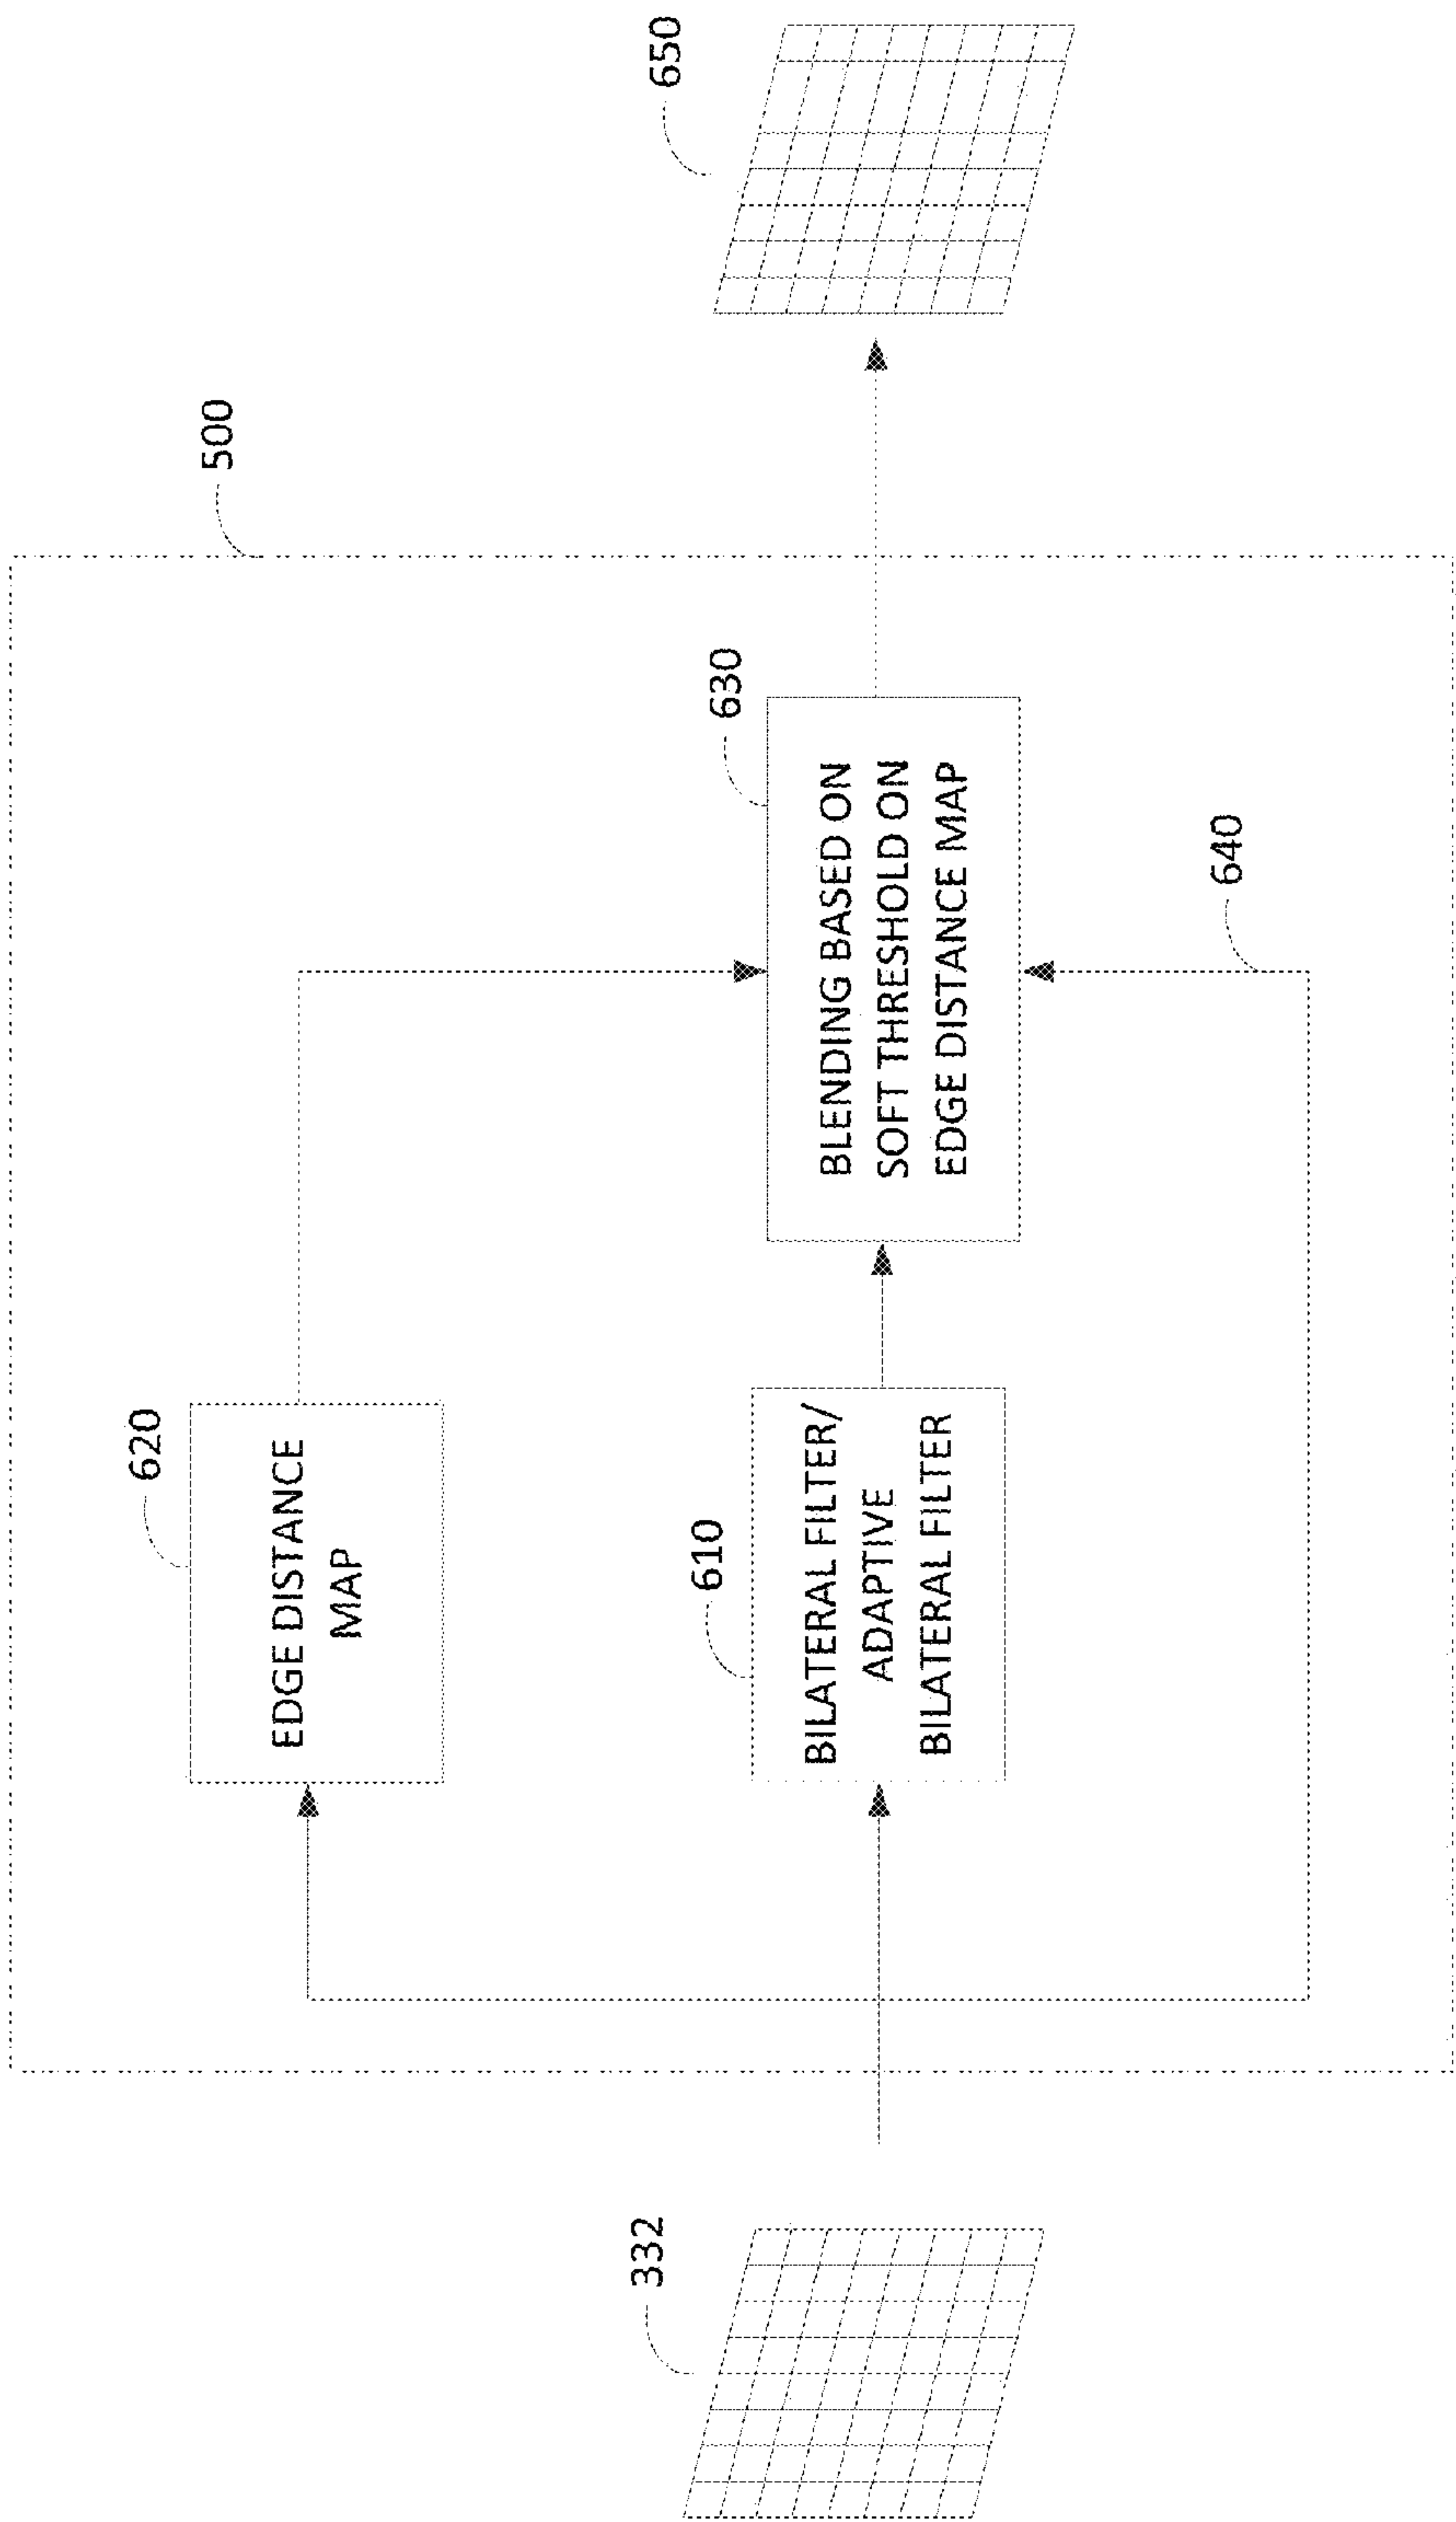 332
500
620
EDGE DISTANCE
MAP
610
BILATERAL FILTER/
ADAPTIVE
BILATERAL FILTER
630
BLENDING BASED ON
SOFT THRESHOLD ON
EDGE DISTANCE MAP
640
650